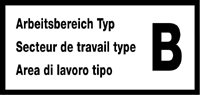 Arbeitsbereich Typ
Secteur de travail type
Area di lavoro tipo
B